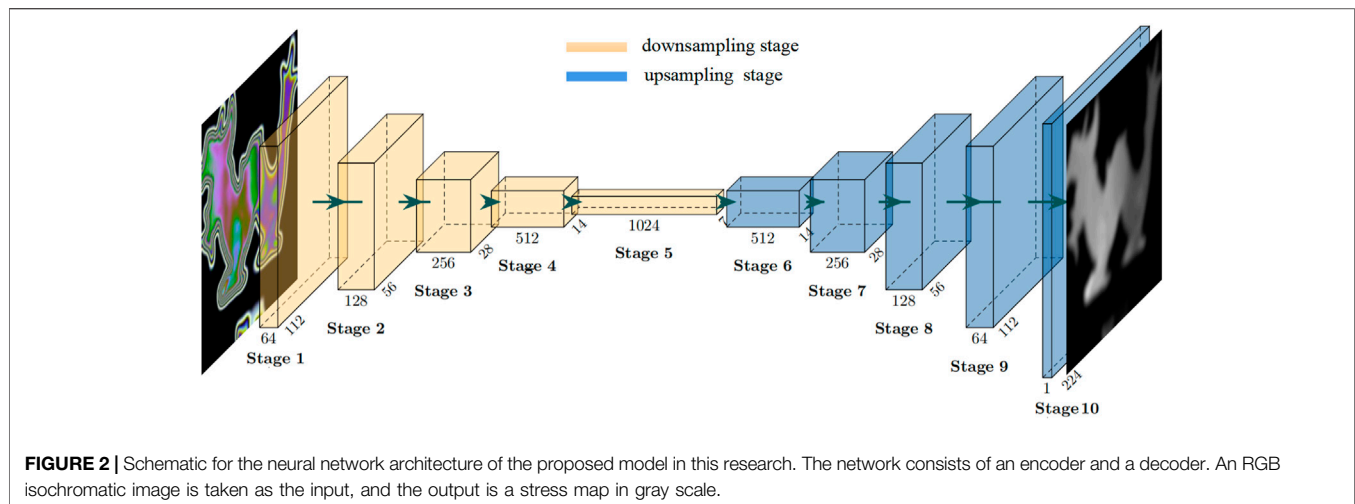 downsampling stage
upsampling stage
64
112
Stage 1
128
56
Stage 2
256
28
Stage 3
512
14
Stage 4
1024
7
Stage 5
512
14
Stage 6
256
28
Stage 7
128
56
Stage 8
64
112
Stage 9
1
224
Stage 10
FIGURE 2 | Schematic for the neural network architecture of the proposed model in this research. The network consists of an encoder and a decoder. An RGB
isochromatic image is taken as the input, and the output is a stress map in gray scale.